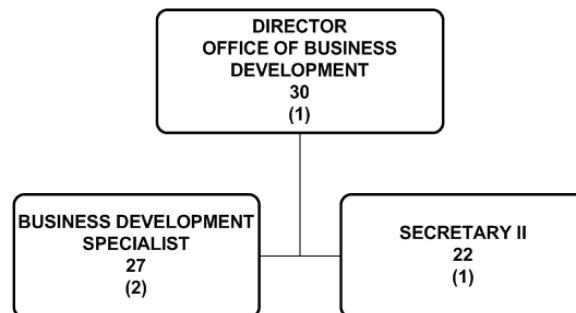 DIRECTOR
OFFICE OF BUSINESS
DEVELOPMENT
30
(1)
BUSINESS DEVELOPMENT
SPECIALIST
27
(2)
SECRETARY II
22
(1)